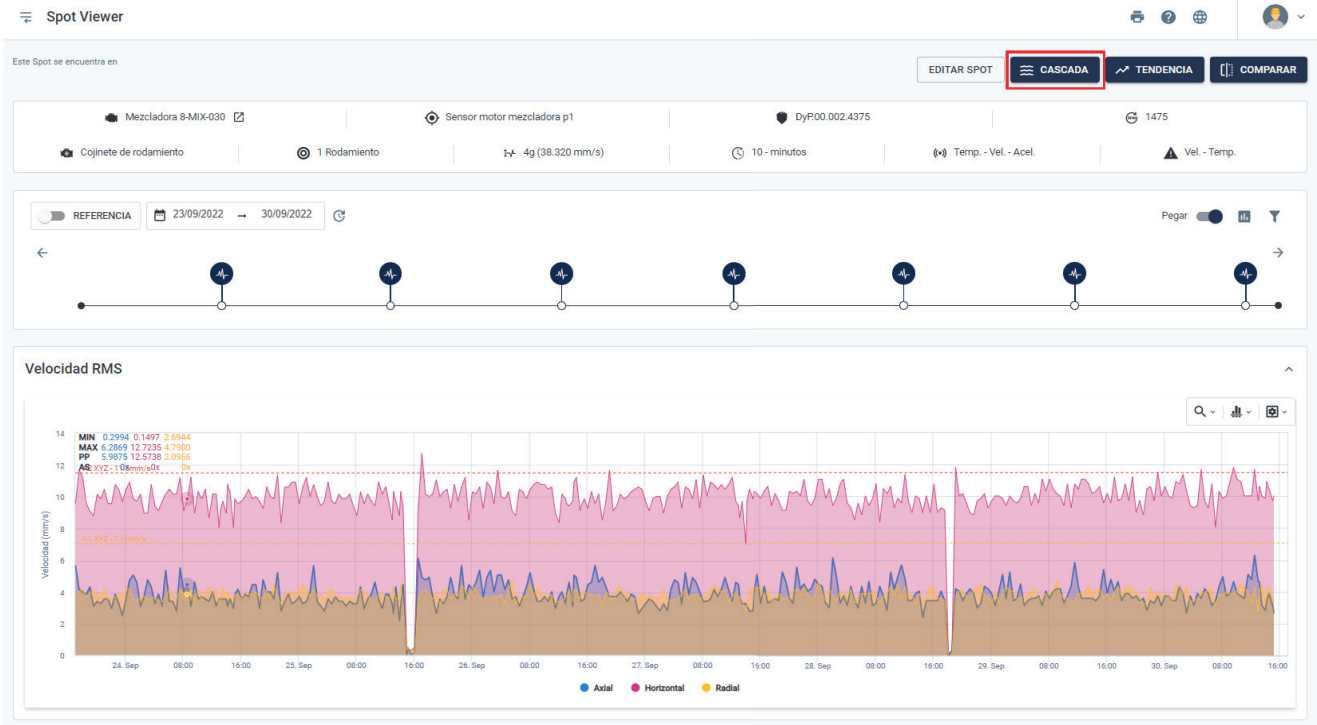 Spot Viewer
Este Spot se encuentra en
EDITAR SPOT
CASCADA
TENDENCIA
COMPARAR
Mezcladora 8-MIX-030
Sensor motor mezcladora p1
DyP.00.002.4375
1475
Cojinete de rodamiento
1 Rodamiento
4g (38.320 mm/s)
10 - minutos
Temp. - Vel. - Acel.
Vel. - Temp.
REFERENCIA
23/09/2022 → 30/09/2022
Pegar
Velocidad RMS
MIN 0.2994 0.1497 2.6944
MAX 6.2869 12.7235 4.7900
PP 5.9875 12.5738 2.0956
0x 0x
Velocidad (mm/s)
14
12
10
8
6
4
2
0
24. Sep 08:00 16:00 25. Sep 08:00 16:00 26. Sep 08:00 16:00 27. Sep 08:00 16:00 28. Sep 08:00 16:00 29. Sep 08:00 16:00 30. Sep 08:00 16:00
Axial Horizontal Radial